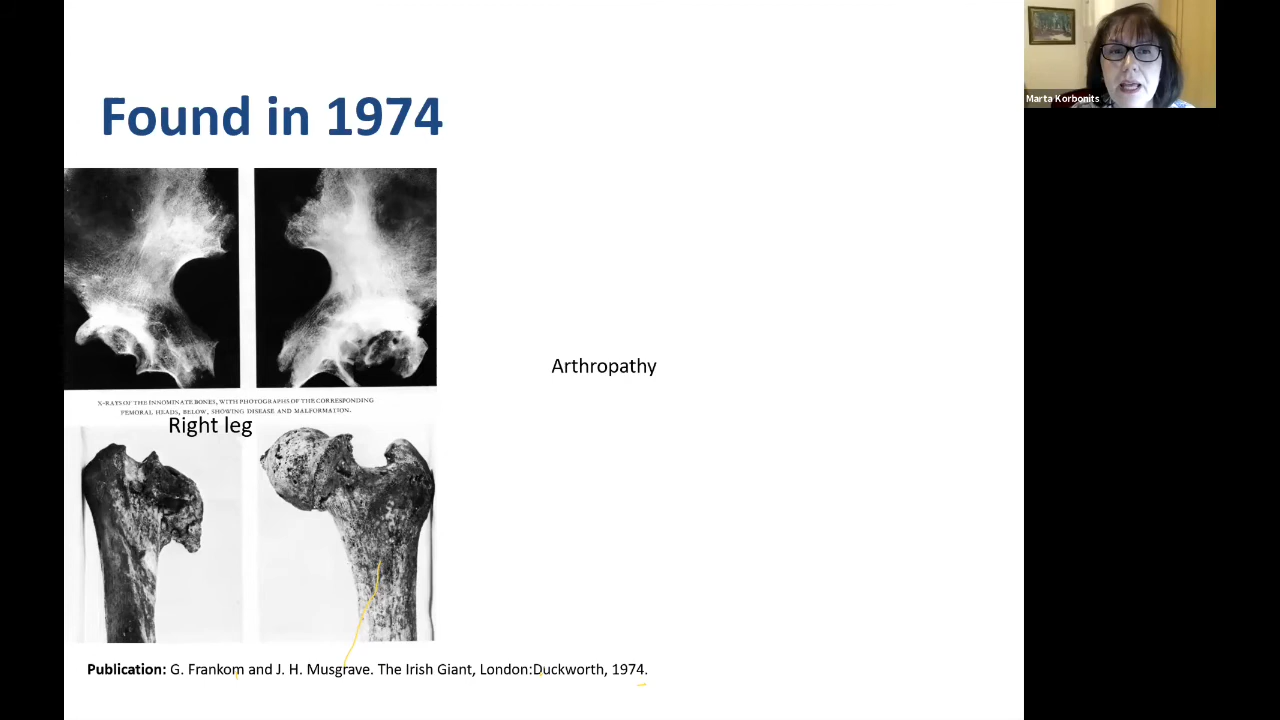 Found in 1974
Marta Korbonits
Arthropathy
X-RAYS OF THE INNOMINATE BONES, WITH PHOTOGRAPHS OF THE CORRESPONDING
FEMORAL HEADS, BELOW, SHOWING DISEASE AND MALFORMATION.
Right leg
Publication: G. Frankom and J. H. Musgrave. The Irish Giant, London:Duckworth, 1974.